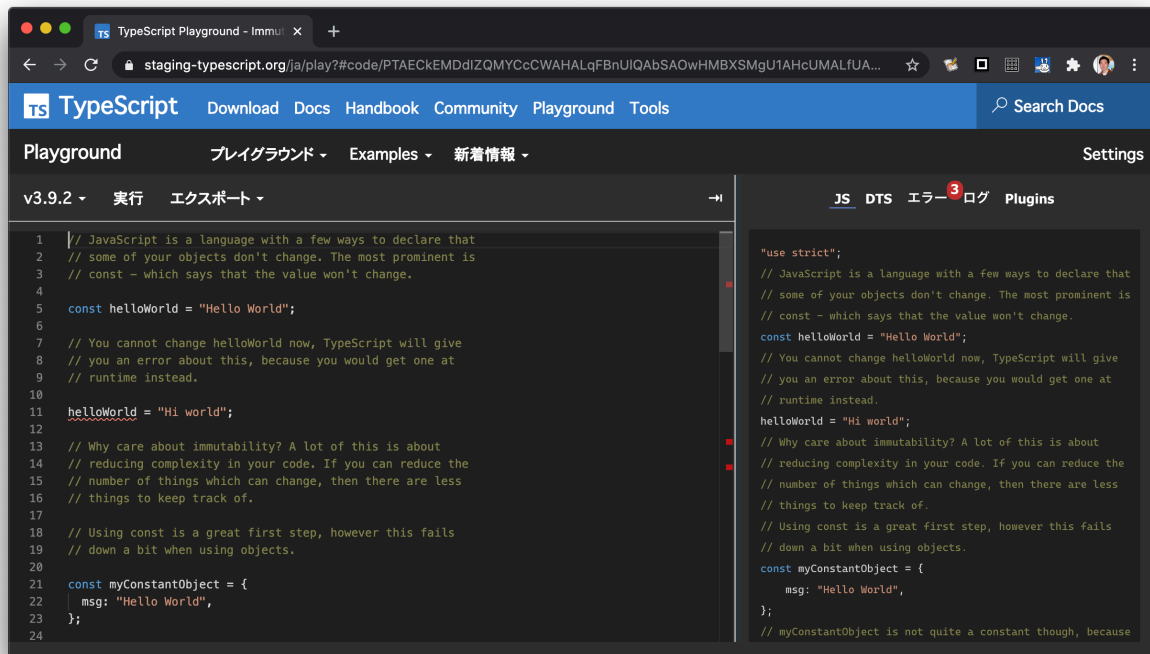 TS TypeScript Playground - Immut
staging-typescript.org/ja/play?#code/PTAECkEMDdIZQMYCcCWAHALqFBnUIQAbSAOwHMBXSMgU1AHcUMALfUA...
TS TypeScript Download Docs Handbook Community Playground Tools Search Docs
Playground プレイグラウンド Examples 新着情報 Settings
v3.9.2 実行 エクスポート
JS DTS エラー 3 ログ Plugins
1 // JavaScript is a language with a few ways to declare that
2 // some of your objects don't change. The most prominent is
3 // const – which says that the value won't change.
4
5 const helloWorld = "Hello World";
6
7 // You cannot change helloWorld now, TypeScript will give
8 // you an error about this, because you would get one at
9 // runtime instead.
10
11 helloWorld = "Hi world";
12
13 // Why care about immutability? A lot of this is about
14 // reducing complexity in your code. If you can reduce the
15 // number of things which can change, then there are less
16 // things to keep track of.
17
18 // Using const is a great first step, however this fails
19 // down a bit when using objects.
20
21 const myConstantObject = {
22 msg: "Hello World",
23 };
24
"use strict";
// JavaScript is a language with a few ways to declare that
// some of your objects don't change. The most prominent is
// const – which says that the value won't change.
const helloWorld = "Hello World";
// You cannot change helloWorld now, TypeScript will give
// you an error about this, because you would get one at
// runtime instead.
helloWorld = "Hi world";
// Why care about immutability? A lot of this is about
// reducing complexity in your code. If you can reduce the
// number of things which can change, then there are less
// things to keep track of.
// Using const is a great first step, however this fails
// down a bit when using objects.
const myConstantObject = {
msg: "Hello World",
};
// myConstantObject is not quite a constant though, because